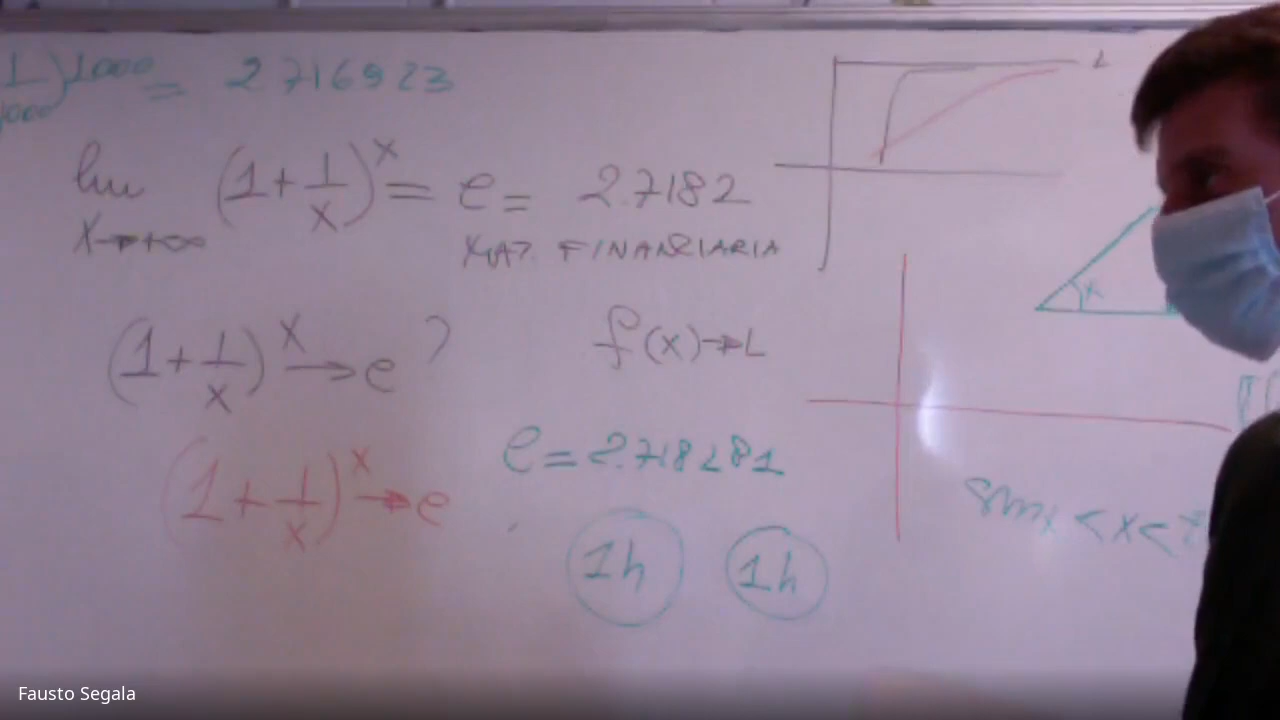 1/1000)^1000 = 2.716923
lim x→+∞ (1+1/x)^x = e = 2.7182
MAT. FINANZIARIA
L
x
(1+1/x)^x → e ?
f(x)→L
(1+1/x)^x → e
e = 2.718281
sin x < x <
1h 1h
Fausto Segala